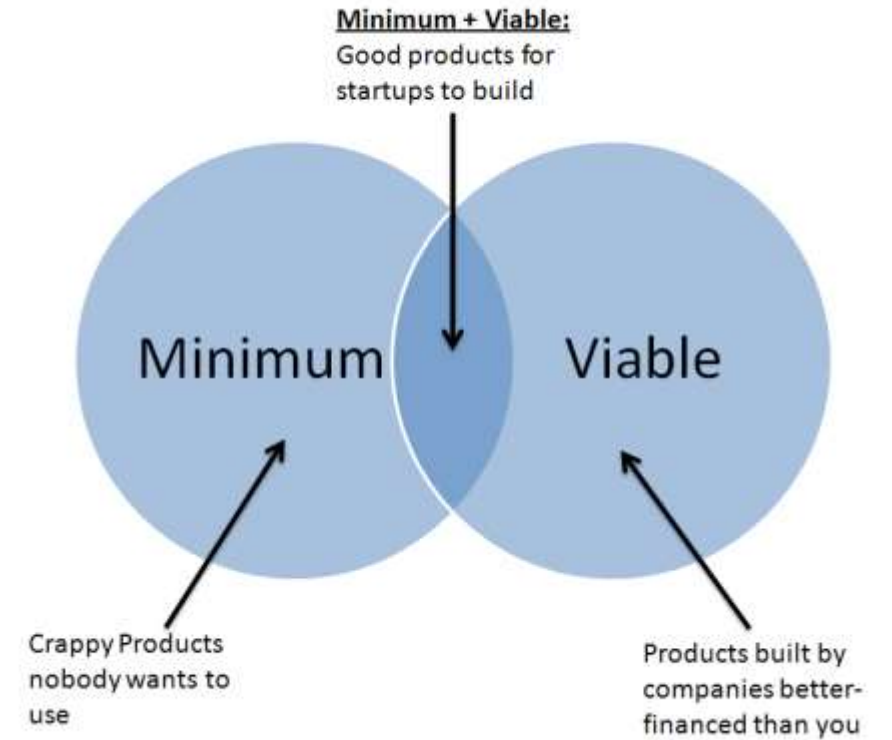 Minimum + Viable:
Good products for
startups to build
Minimum
Viable
Crappy Products
nobody wants to
use
Products built by
companies better-
financed than you